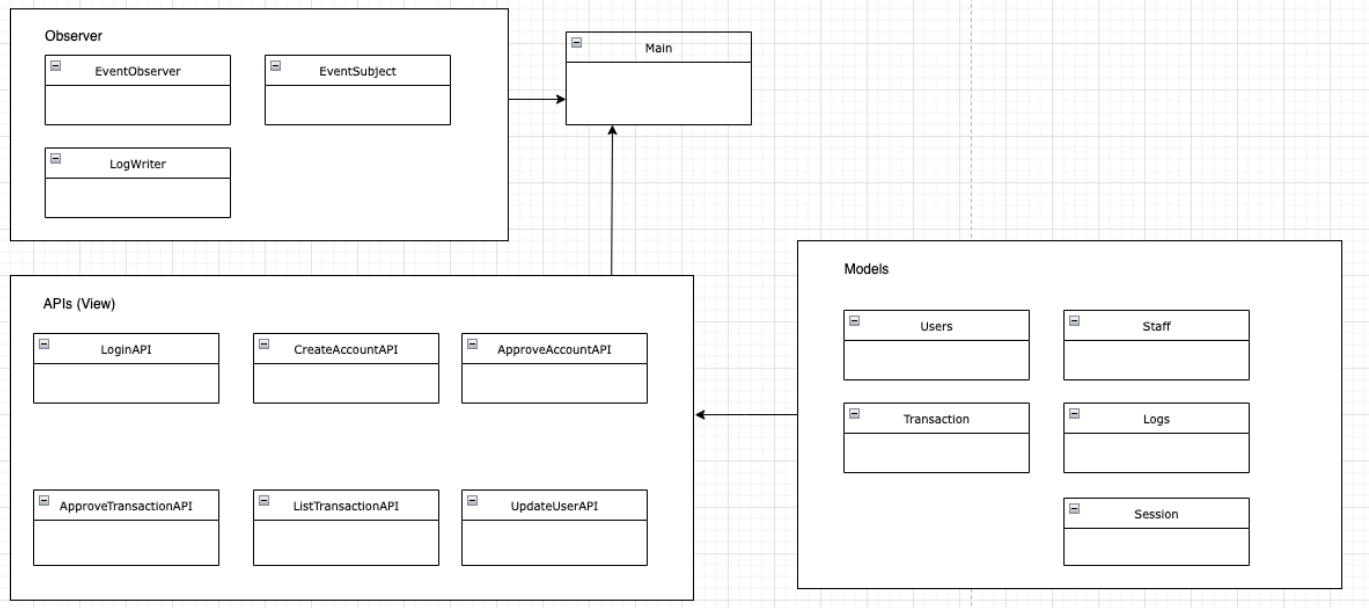 Observer
EventObserver
EventSubject
LogWriter
Main
APIs (View)
LoginAPI
CreateAccountAPI
ApproveAccountAPI
ApproveTransactionAPI
ListTransactionAPI
UpdateUserAPI
Models
Users
Staff
Transaction
Logs
Session